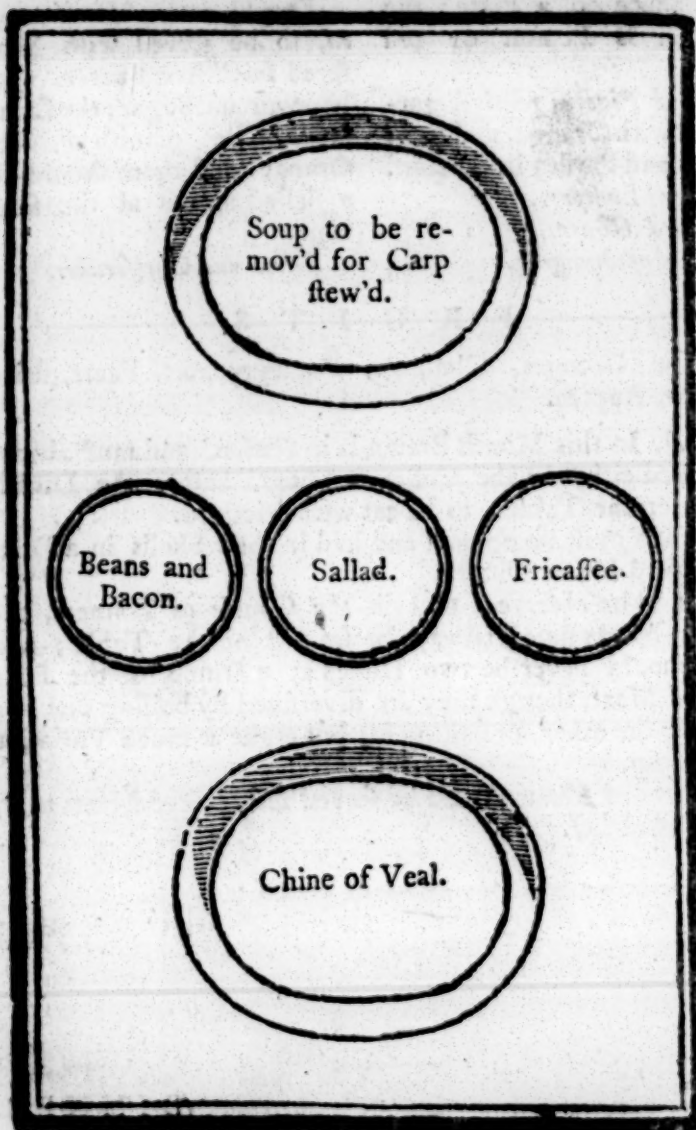 Soup to be re-
mov'd for Carp
ſtew'd.
Beans and
Bacon.
Sallad.
Fricaſſee.
Chine of Veal.